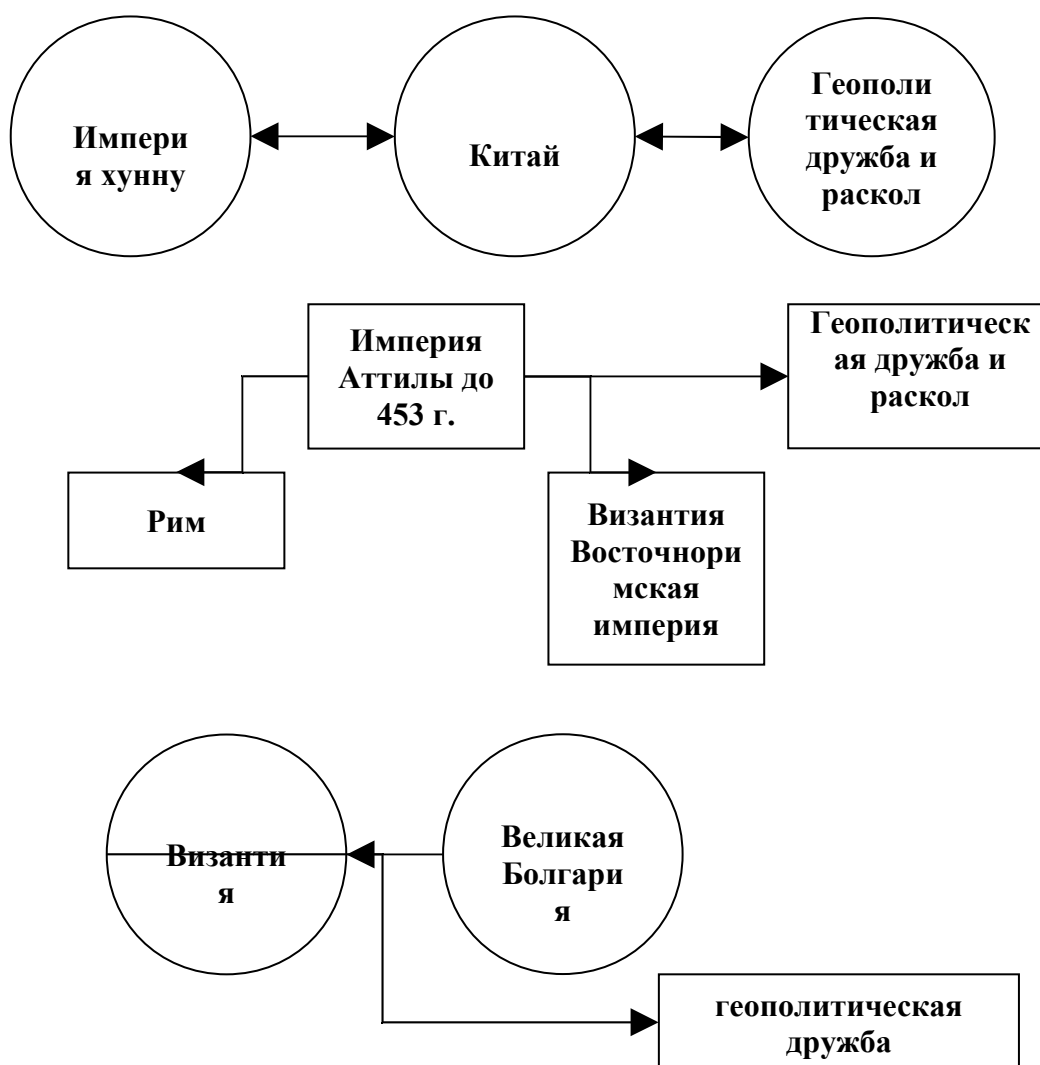 Импери
я хунну
Китай
Геополи
тическая
дружба и
раскол
Империя
Аттилы до
453 г.
Геополитическ
ая дружба и
раскол
Рим
Византия
Восточнори
мская
империя
Византи
я
Великая
Болгари
я
геополитическая
дружба